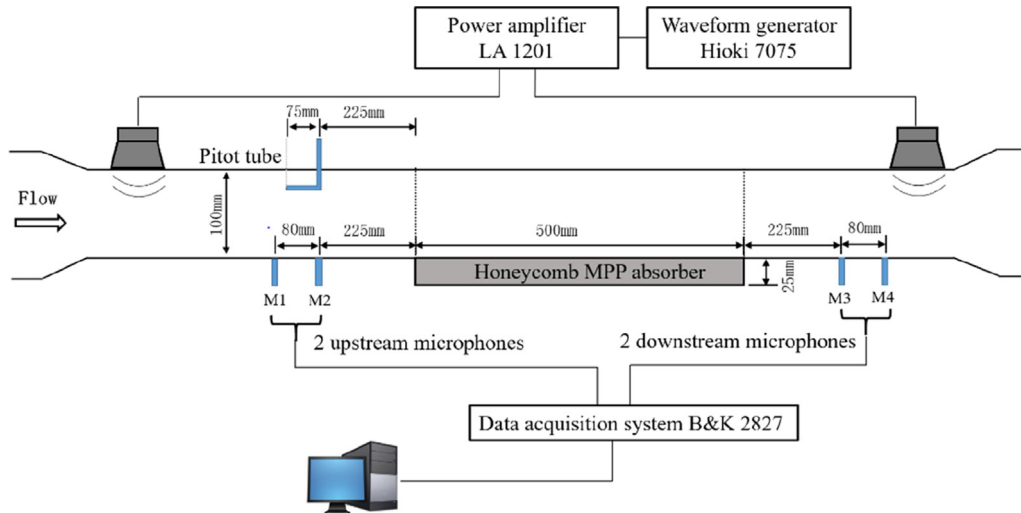 Power amplifier
LA 1201
Waveform generator
Hioki 7075
75mm
225mm
Pitot tube
Flow
100mm
80mm
225mm
500mm
225mm
80mm
Honeycomb MPP absorber
25mm
M1
M2
M3
M4
2 upstream microphones
2 downstream microphones
Data acquisition system B&K 2827